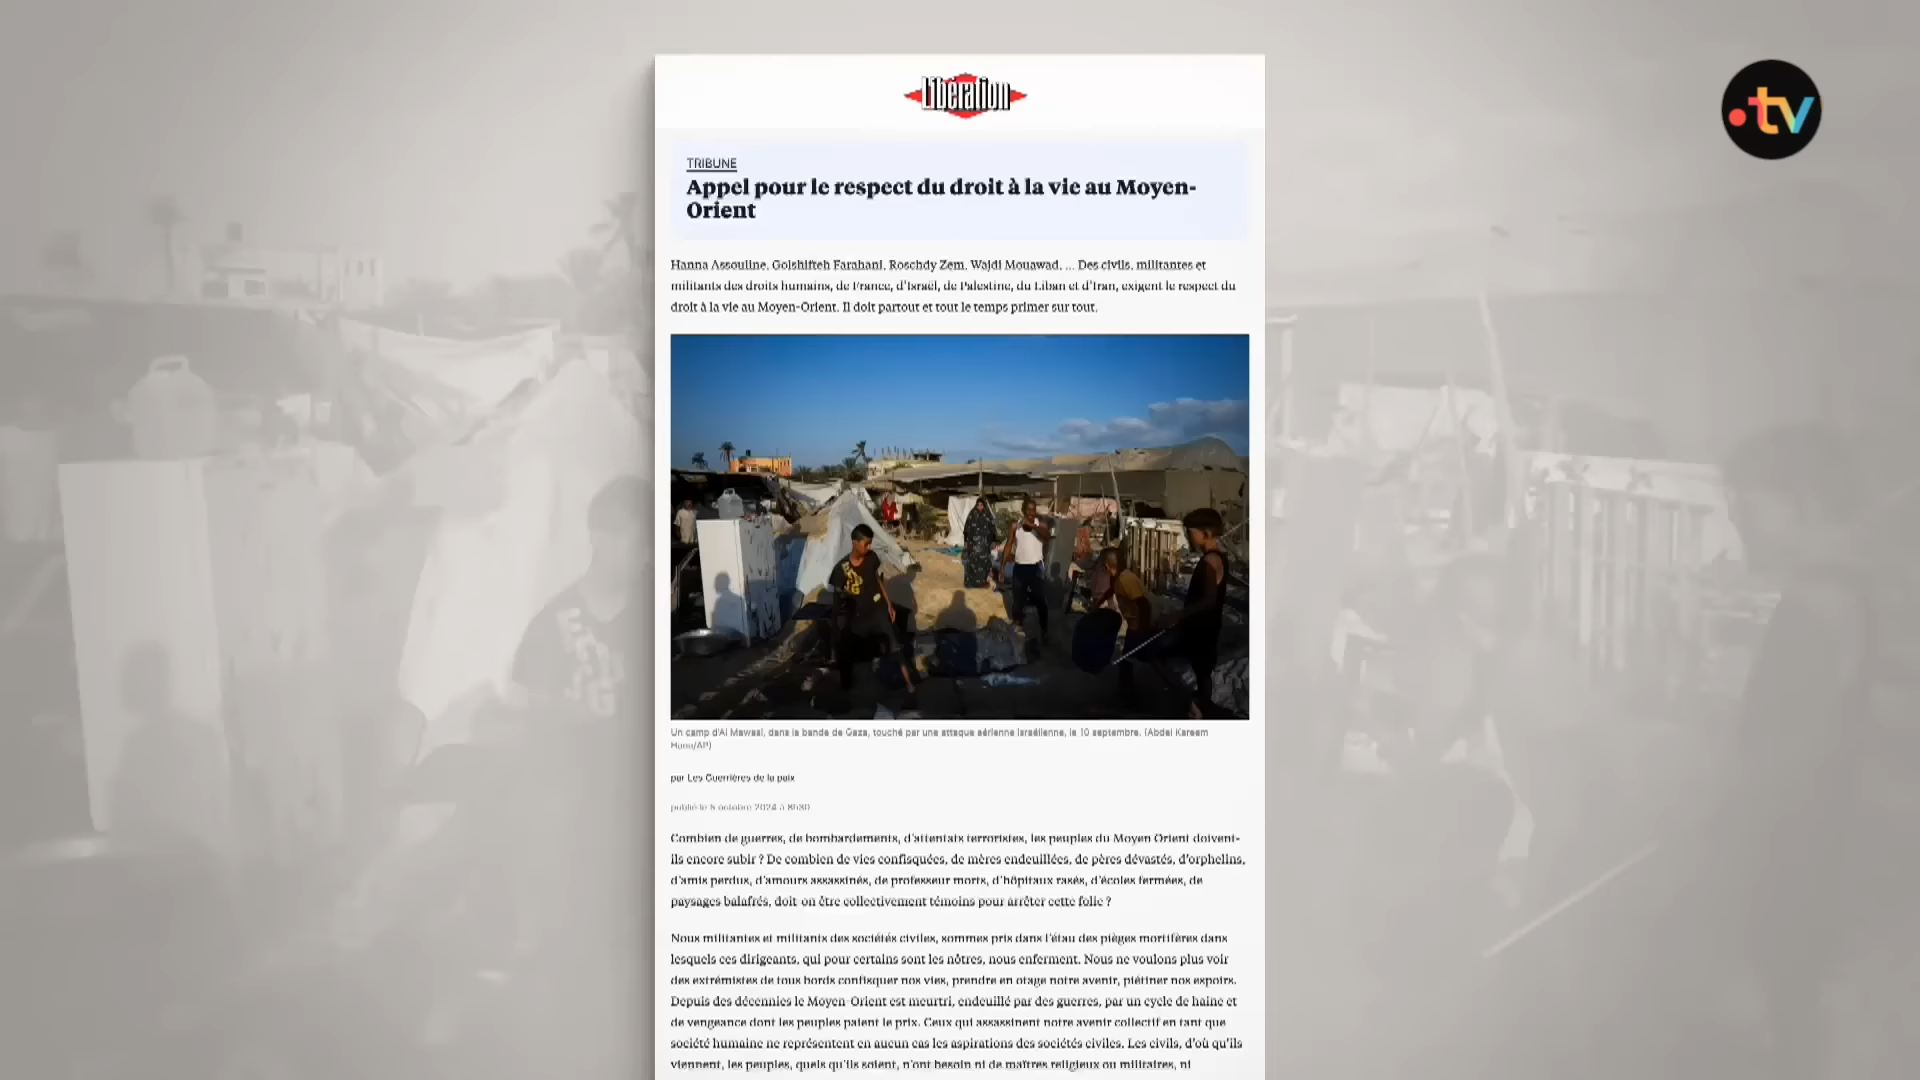 Libération
.tv
TRIBUNE
Appel pour le respect du droit à la vie au Moyen-
Orient
Hanna Assouline, Golshifteh Farahani, Roschdy Zem, Wajdi Mouawad, ... Des civils, militantes et
militants des droits humains, de France, d'Israël, de Palestine, du Liban et d'Iran, exigent le respect du
droit à la vie au Moyen-Orient. Il doit partout et tout le temps primer sur tout.
Un camp d'Al Mawasi, dans la bande de Gaza, touché par une attaque aérienne israélienne, le 10 septembre. (Abdel Kareem
Hana/AP)
par Les Guerrières de la paix
publié le octobre 2024 à 8h30
Combien de guerres, de bombardements, d'attentats terroristes, les peuples du Moyen Orient doivent-
ils encore subir ? De combien de vies confisquées, de mères endeuillées, de pères dévastés, d'orphelins,
d'amis perdus, d'amours assassinés, de professeur morts, d'hôpitaux rasés, d'écoles fermées, de
paysages balafrés, doit-on être collectivement témoins pour arrêter cette folie ?
Nous militantes et militants des sociétés civiles, sommes pris dans l'étau des pièges mortifères dans
lesquels ces dirigeants, qui pour certains sont les nôtres, nous enferment. Nous ne voulons plus voir
des extrémistes de tous bords confisquer nos vies, prendre en otage notre avenir, piétiner nos espoirs.
Depuis des décennies le Moyen-Orient est meurtri, endeuillé par des guerres, par un cycle de haine et
de vengeance dont les peuples paient le prix. Ceux qui assassinent notre avenir collectif en tant que
société humaine ne représentent en aucun cas les aspirations des sociétés civiles. Les civils, d'où qu'ils
viennent, les peuples, quels qu'ils soient, n'ont besoin ni de maîtres religieux ou militaires, ni